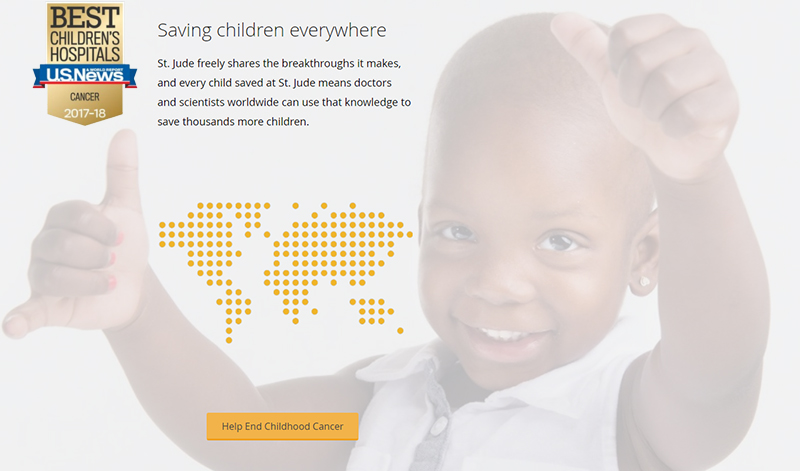 BEST
CHILDREN'S
HOSPITALS
U.S.News
& WORLD REPORT
CANCER
2017-18
Saving children everywhere
St. Jude freely shares the breakthroughs it makes,
and every child saved at St. Jude means doctors
and scientists worldwide can use that knowledge to
save thousands more children.
Help End Childhood Cancer